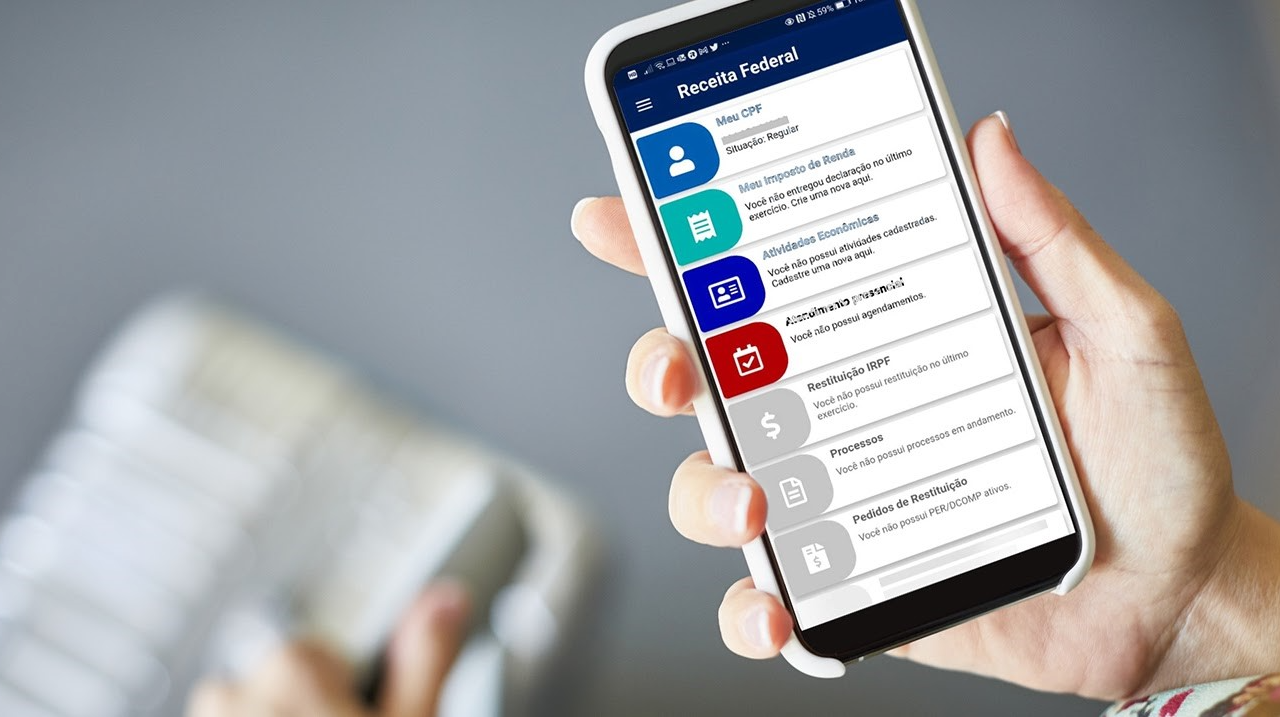 59%
Receita Federal
Meu CPF
Situação: Regular
Meu Imposto de Renda
Você não entregou declaração no último
exercício. Crie uma nova aqui.
Atividades Econômicas
Você não possui atividades cadastradas.
Cadastre uma nova aqui.
Atendimento presencial
Você não possui agendamentos.
Restituição IRPF
Você não possui restituição no último
exercício.
Processos
Você não possui processos em andamento.
Pedidos de Restituição
Você não possui PER/DCOMP ativos.